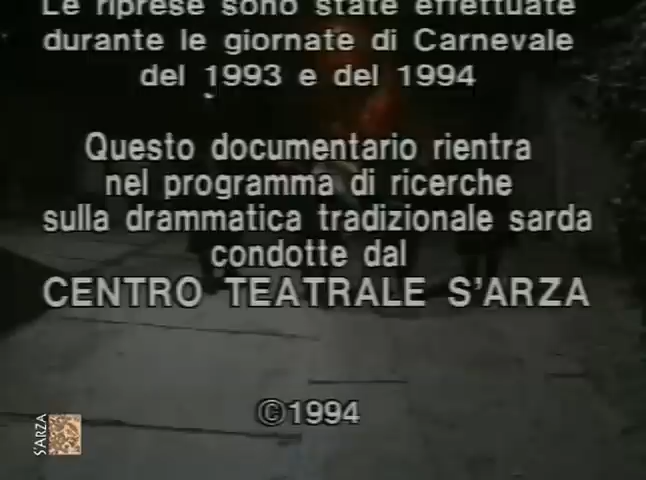 Le riprese sono state effettuate
durante le giornate di Carnevale
del 1993 e del 1994
Questo documentario rientra
nel programma di ricerche
sulla drammatica tradizionale sarda
condotte dal
CENTRO TEATRALE S'ARZA
©1994
S'ARZA